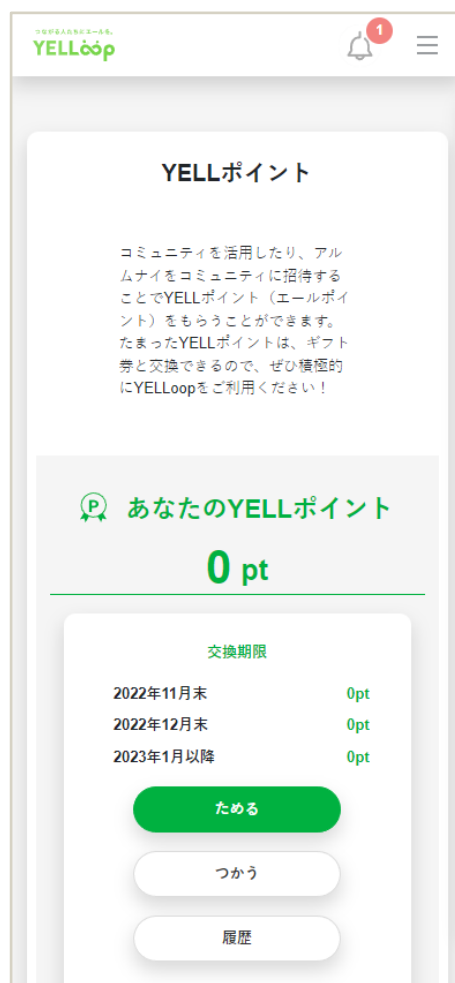 つながる人たちにエールを。
YELLoop
1
YELLポイント
コミュニティを活用したり、アル
ムナイをコミュニティに招待する
ことでYELLポイント（エールポイ
ント）をもらうことができます。
たまったYELLポイントは、ギフト
券と交換できるので、ぜひ積極的
にYELLoopをご利用ください！
P あなたのYELLポイント
0 pt
交換期限
2022年11月末 0pt
2022年12月末 0pt
2023年1月以降 0pt
ためる
つかう
履歴